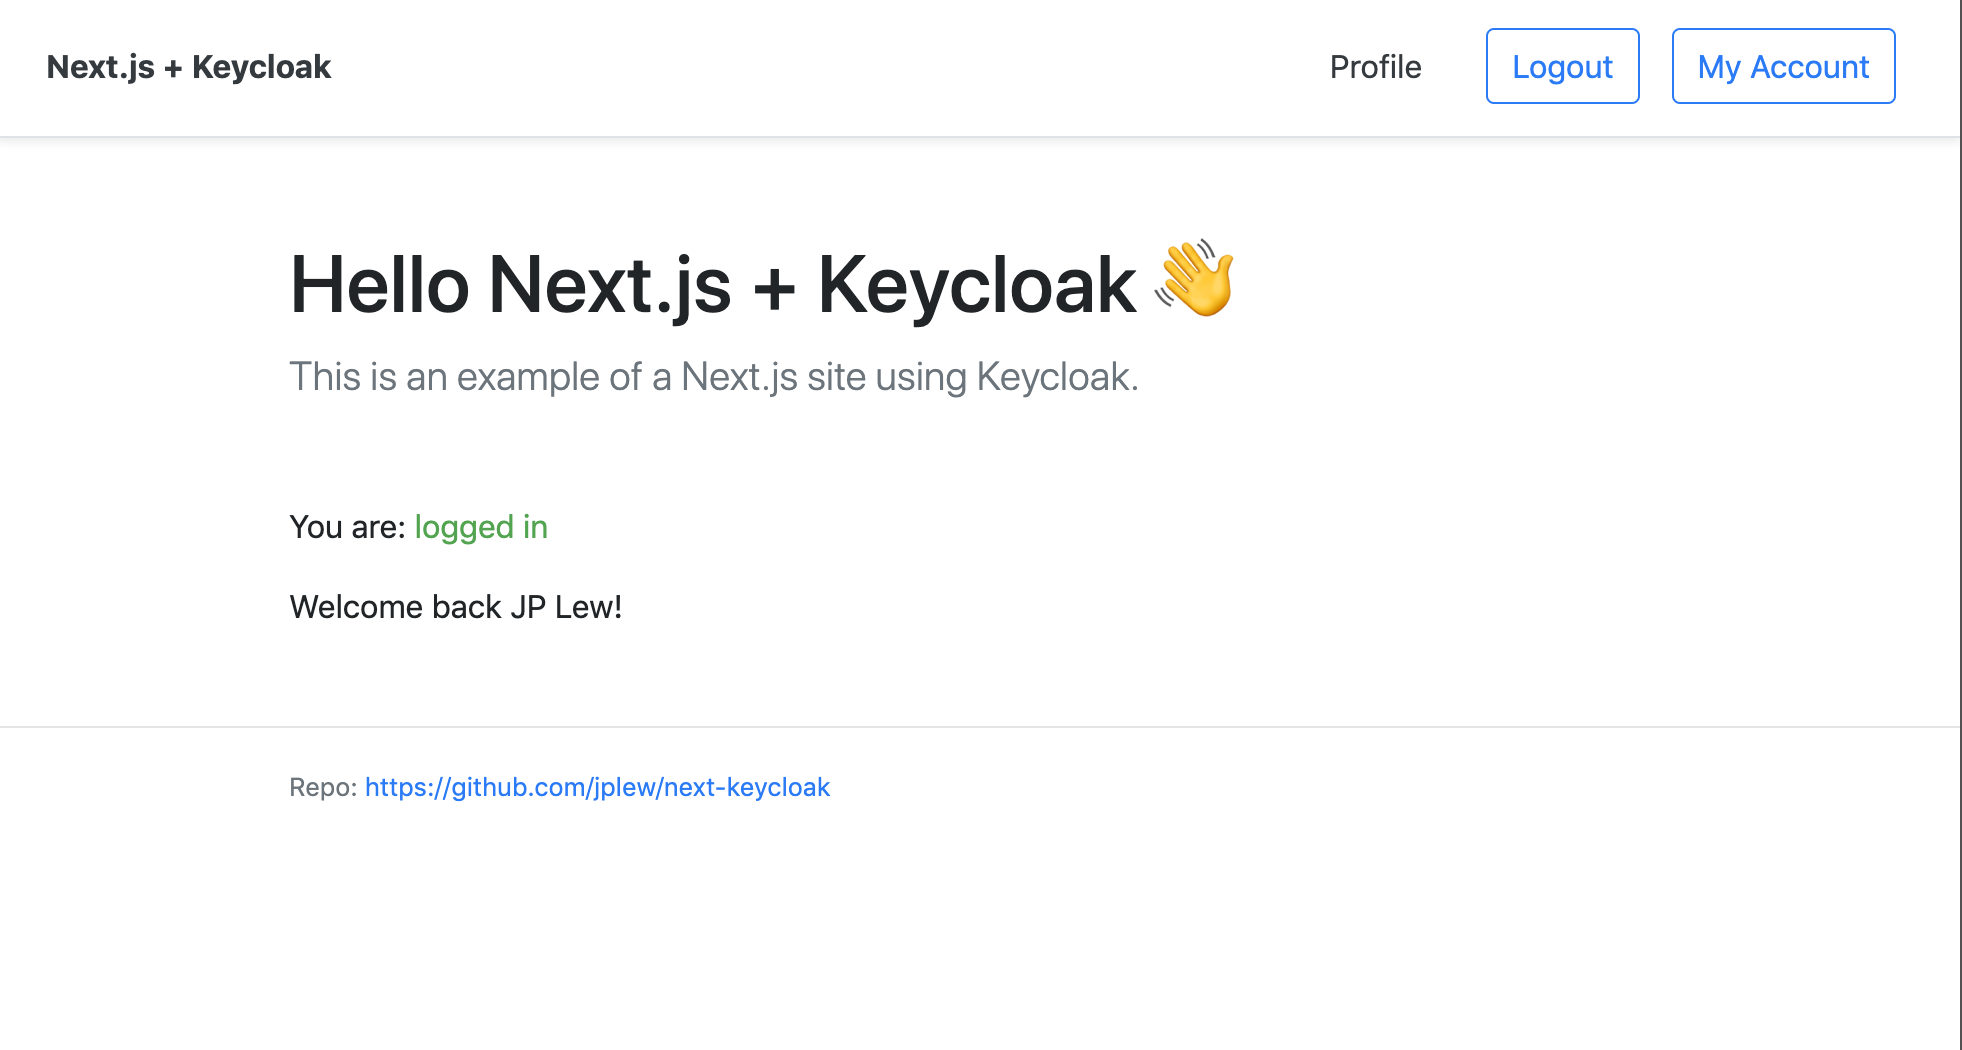 Next.js + Keycloak
Profile
Logout
My Account
Hello Next.js + Keycloak 👋
This is an example of a Next.js site using Keycloak.
You are: logged in
Welcome back JP Lew!
Repo: https://github.com/jplew/next-keycloak